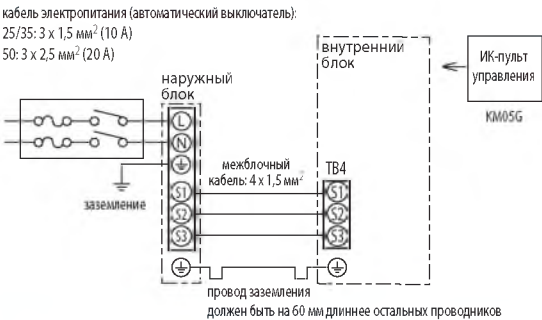 кабель электропитания (автоматический выключатель):
25/35: 3 x 1,5 мм² (10 А)
50: 3 x 2,5 мм² (20 А)
внутренний
блок
ИК-пульт
управления
KM05G
наружный
блок
L
N
заземление
межблочный
кабель: 4 x 1,5 мм²
TB4
S1
S1
S2
S2
S3
S3
провод заземления
должен быть на 60 мм длиннее остальных проводников